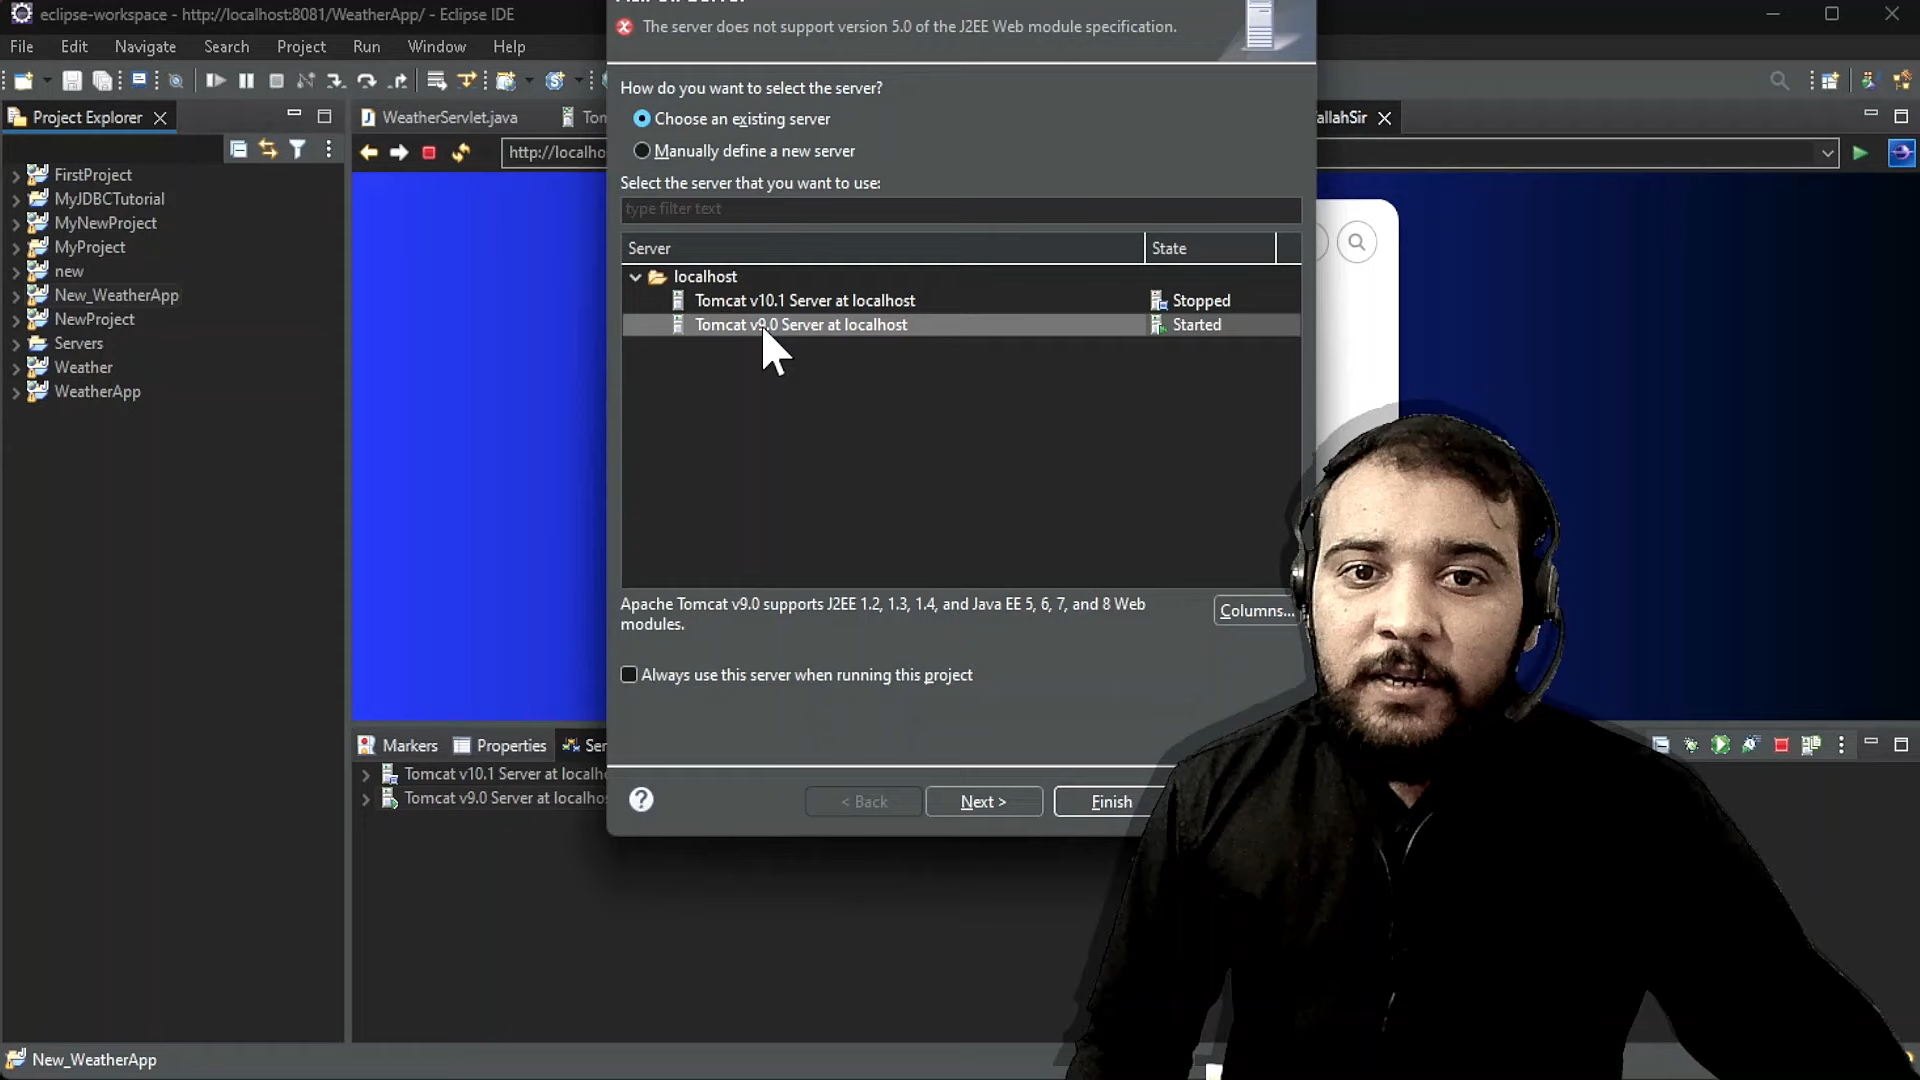 eclipse-workspace - http://localhost:8081/WeatherApp/ - Eclipse IDE
File Edit Navigate Search Project Run Window Help
The server does not support version 5.0 of the J2EE Web module specification.
Project Explorer
WeatherServlet.java
allahSir
http://localho
How do you want to select the server?
Choose an existing server
Manually define a new server
Select the server that you want to use:
type filter text
Server State
localhost
Tomcat v10.1 Server at localhost Stopped
Tomcat v9.0 Server at localhost Started
FirstProject
MyJDBCTutorial
MyNewProject
MyProject
new
New_WeatherApp
NewProject
Servers
Weather
WeatherApp
Apache Tomcat v9.0 supports J2EE 1.2, 1.3, 1.4, and Java EE 5, 6, 7, and 8 Web
modules.
Columns...
Always use this server when running this project
Markers Properties Ser
Tomcat v10.1 Server at localh
Tomcat v9.0 Server at localhos
? < Back Next > Finish
New_WeatherApp